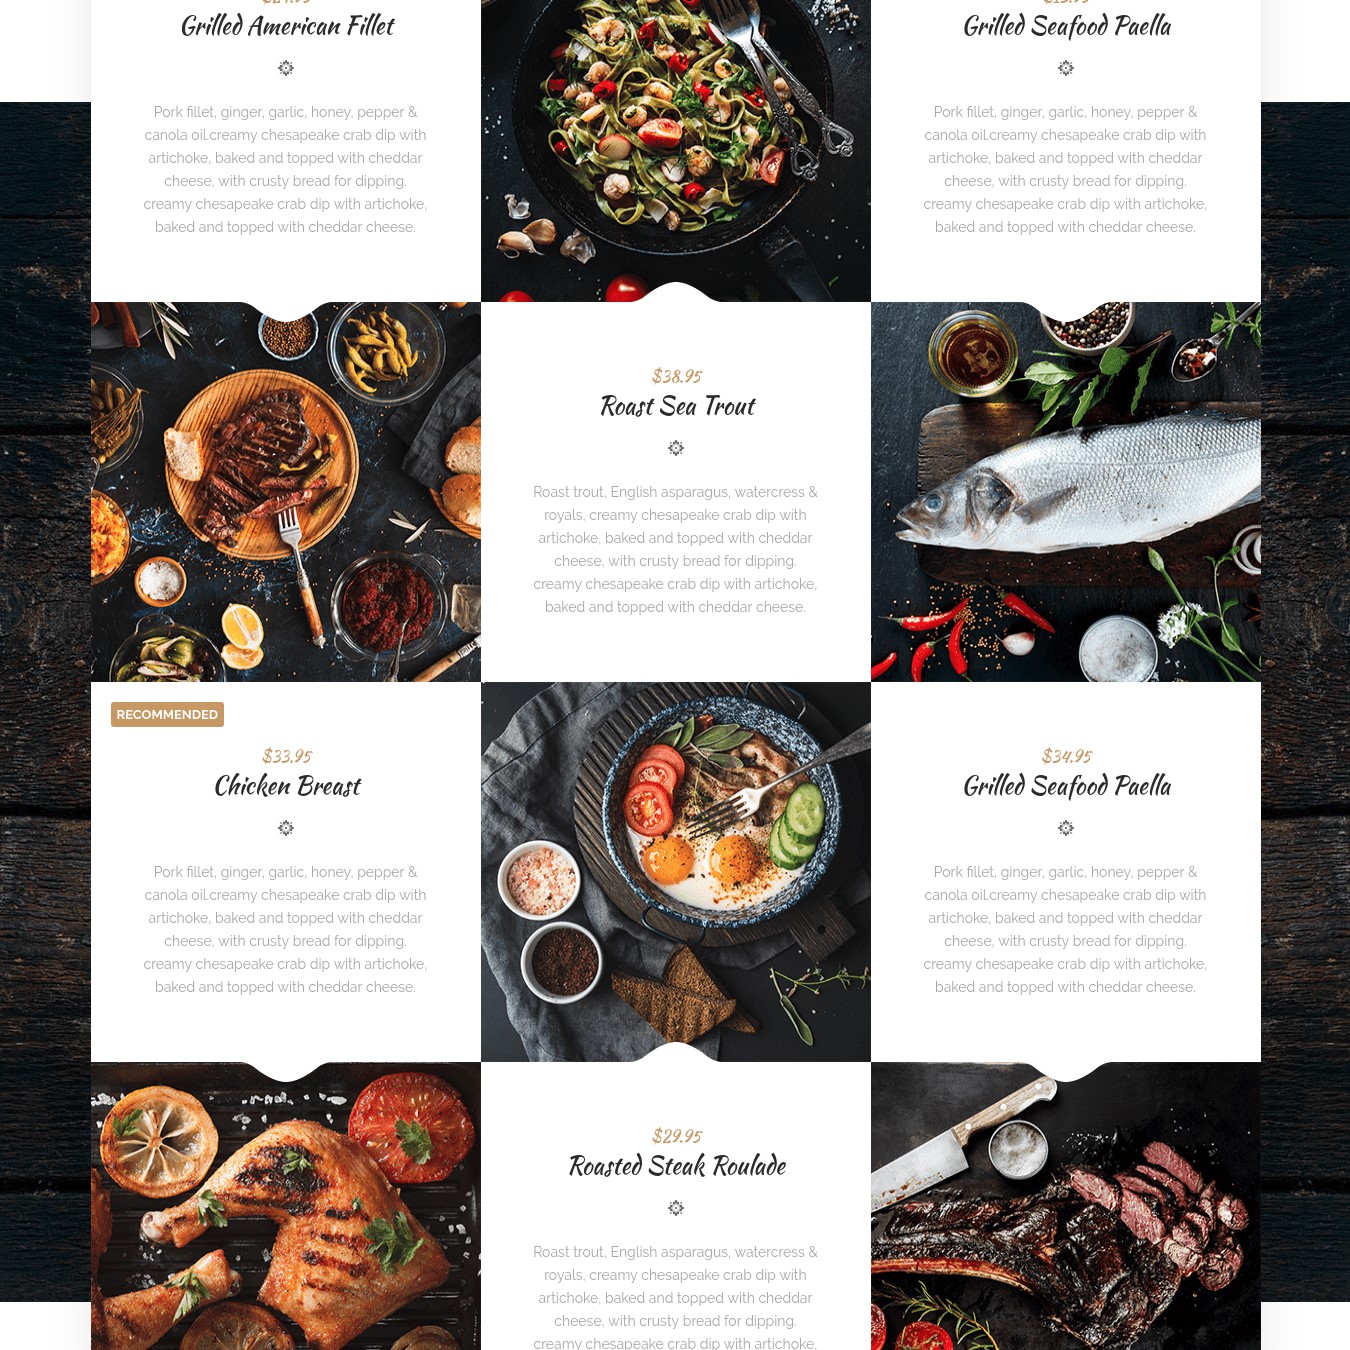 Grilled American Fillet
Pork fillet, ginger, garlic, honey, pepper &
canola oil.creamy chesapeake crab dip with
artichoke, baked and topped with cheddar
cheese, with crusty bread for dipping.
creamy chesapeake crab dip with artichoke,
baked and topped with cheddar cheese.
Grilled Seafood Paella
Pork fillet, ginger, garlic, honey, pepper &
canola oil.creamy chesapeake crab dip with
artichoke, baked and topped with cheddar
cheese, with crusty bread for dipping.
creamy chesapeake crab dip with artichoke,
baked and topped with cheddar cheese.
$38.95
Roast Sea Trout
Roast trout, English asparagus, watercress &
royals, creamy chesapeake crab dip with
artichoke, baked and topped with cheddar
cheese, with crusty bread for dipping.
creamy chesapeake crab dip with artichoke,
baked and topped with cheddar cheese.
RECOMMENDED
$33.95
Chicken Breast
Pork fillet, ginger, garlic, honey, pepper &
canola oil.creamy chesapeake crab dip with
artichoke, baked and topped with cheddar
cheese, with crusty bread for dipping.
creamy chesapeake crab dip with artichoke,
baked and topped with cheddar cheese.
$34.95
Grilled Seafood Paella
Pork fillet, ginger, garlic, honey, pepper &
canola oil.creamy chesapeake crab dip with
artichoke, baked and topped with cheddar
cheese, with crusty bread for dipping.
creamy chesapeake crab dip with artichoke,
baked and topped with cheddar cheese.
$29.95
Roasted Steak Roulade
Roast trout, English asparagus, watercress &
royals, creamy chesapeake crab dip with
artichoke, baked and topped with cheddar
cheese, with crusty bread for dipping.
creamy chesapeake crab dip with artichoke,